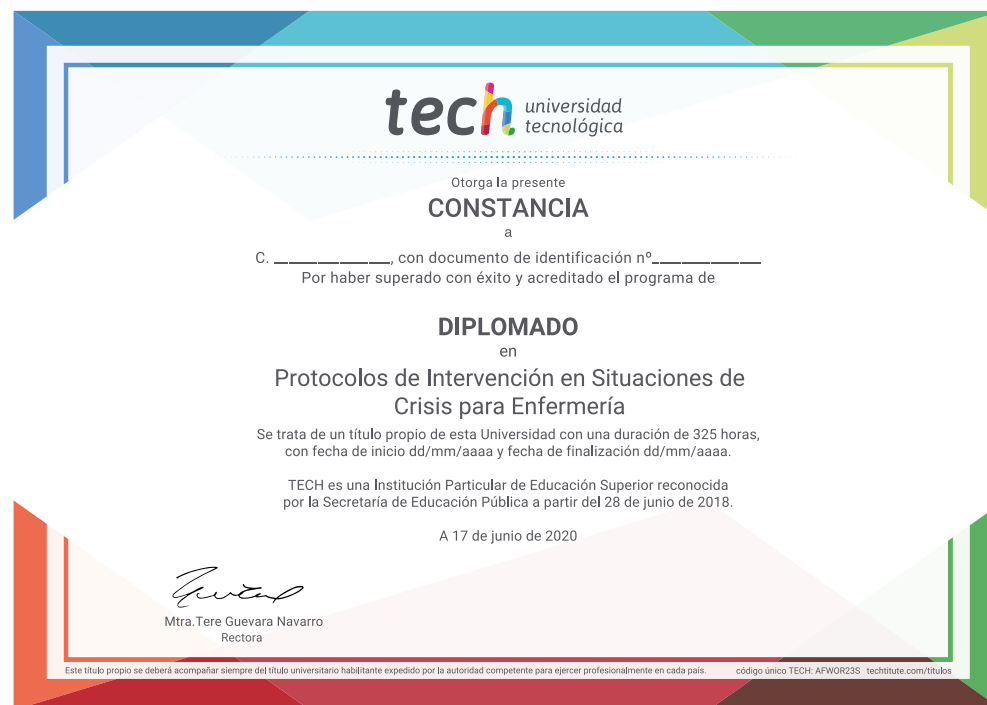 tech universidad
tecnológica
Otorga la presente
CONSTANCIA
a
C. ______________, con documento de identificación nº_____________
Por haber superado con éxito y acreditado el programa de
DIPLOMADO
en
Protocolos de Intervención en Situaciones de
Crisis para Enfermería
Se trata de un título propio de esta Universidad con una duración de 325 horas,
con fecha de inicio dd/mm/aaaa y fecha de finalización dd/mm/aaaa.
TECH es una Institución Particular de Educación Superior reconocida
por la Secretaría de Educación Pública a partir del 28 de junio de 2018.
A 17 de junio de 2020
Mtra.Tere Guevara Navarro
Rectora
Este título propio se deberá acompañar siempre del título universitario habilitante expedido por la autoridad competente para ejercer profesionalmente en cada país. código único TECH: AFWOR23S techtitute.com/titulos